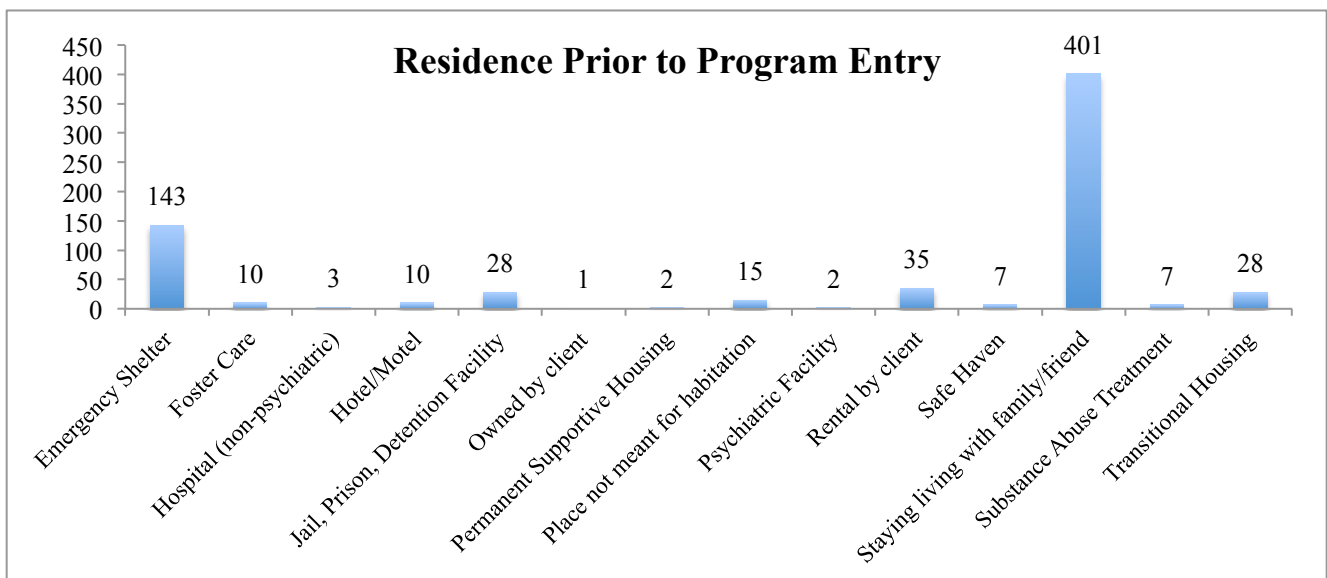 Residence Prior to Program Entry
450
400
350
300
250
200
150
100
50
0
143
10
3
10
28
1
2
15
2
35
7
401
7
28
Emergency Shelter
Foster Care
Hospital (non-psychiatric)
Hotel/Motel
Jail, Prison, Detention Facility
Owned by client
Permanent Supportive Housing
Place not meant for habitation
Psychiatric Facility
Rental by client
Safe Haven
Staying living with family/friend
Substance Abuse Treatment
Transitional Housing